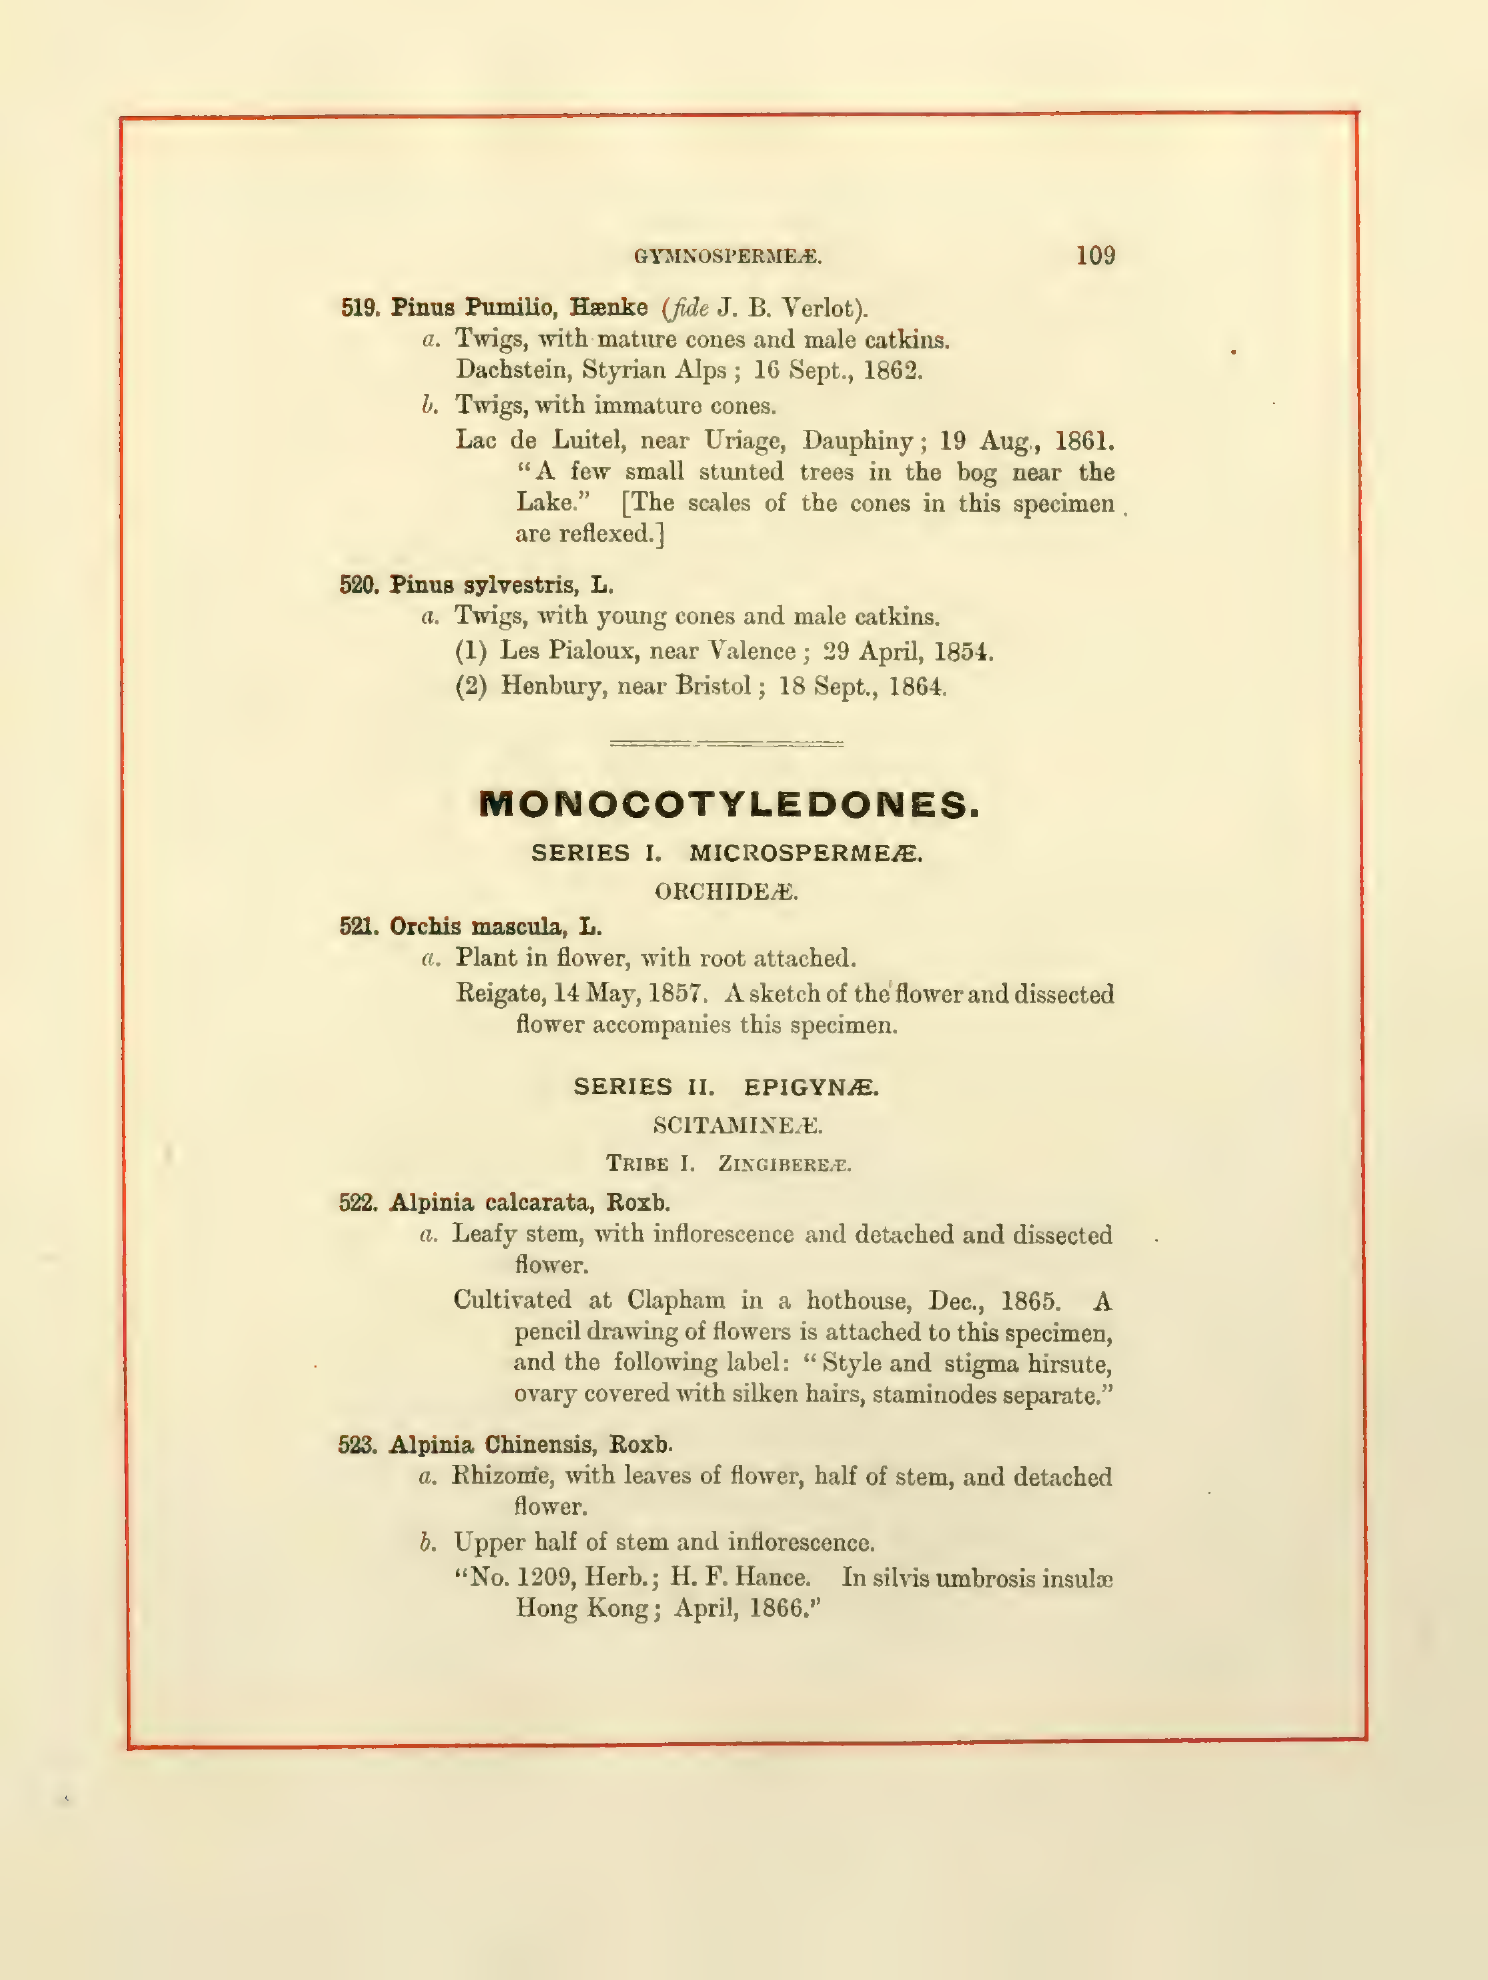 GYMNOSPERMEÆ. 109
519. Pinus Pumilio, Hænke (fide J. B. Verlot).
a. Twigs, with mature cones and male catkins.
Dachstein, Styrian Alps; 16 Sept., 1862.
b. Twigs, with immature cones.
Lac de Luitel, near Uriage, Dauphiny; 19 Aug., 1861.
“A few small stunted trees in the bog near the
Lake.” [The scales of the cones in this specimen
are reflexed.]
520. Pinus sylvestris, L.
a. Twigs, with young cones and male catkins.
(1) Les Pialoux, near Valence; 29 April, 1854.
(2) Henbury, near Bristol; 18 Sept., 1864.
MONOCOTYLEDONES.
SERIES I. MICROSPERMEÆ.
ORCHIDEÆ.
521. Orchis mascula, L.
a. Plant in flower, with root attached.
Reigate, 14 May, 1857. A sketch of the flower and dissected
flower accompanies this specimen.
SERIES II. EPIGYNÆ.
SCITAMINEÆ.
TRIBE I. ZINGIBEREÆ.
522. Alpinia calcarata, Roxb.
a. Leafy stem, with inflorescence and detached and dissected
flower.
Cultivated at Clapham in a hothouse, Dec., 1865. A
pencil drawing of flowers is attached to this specimen,
and the following label: “Style and stigma hirsute,
ovary covered with silken hairs, staminodes separate.”
523. Alpinia Chinensis, Roxb.
a. Rhizome, with leaves of flower, half of stem, and detached
flower.
b. Upper half of stem and inflorescence.
“No. 1209, Herb.; H. F. Hance. In silvis umbrosis insulæ
Hong Kong; April, 1866.”